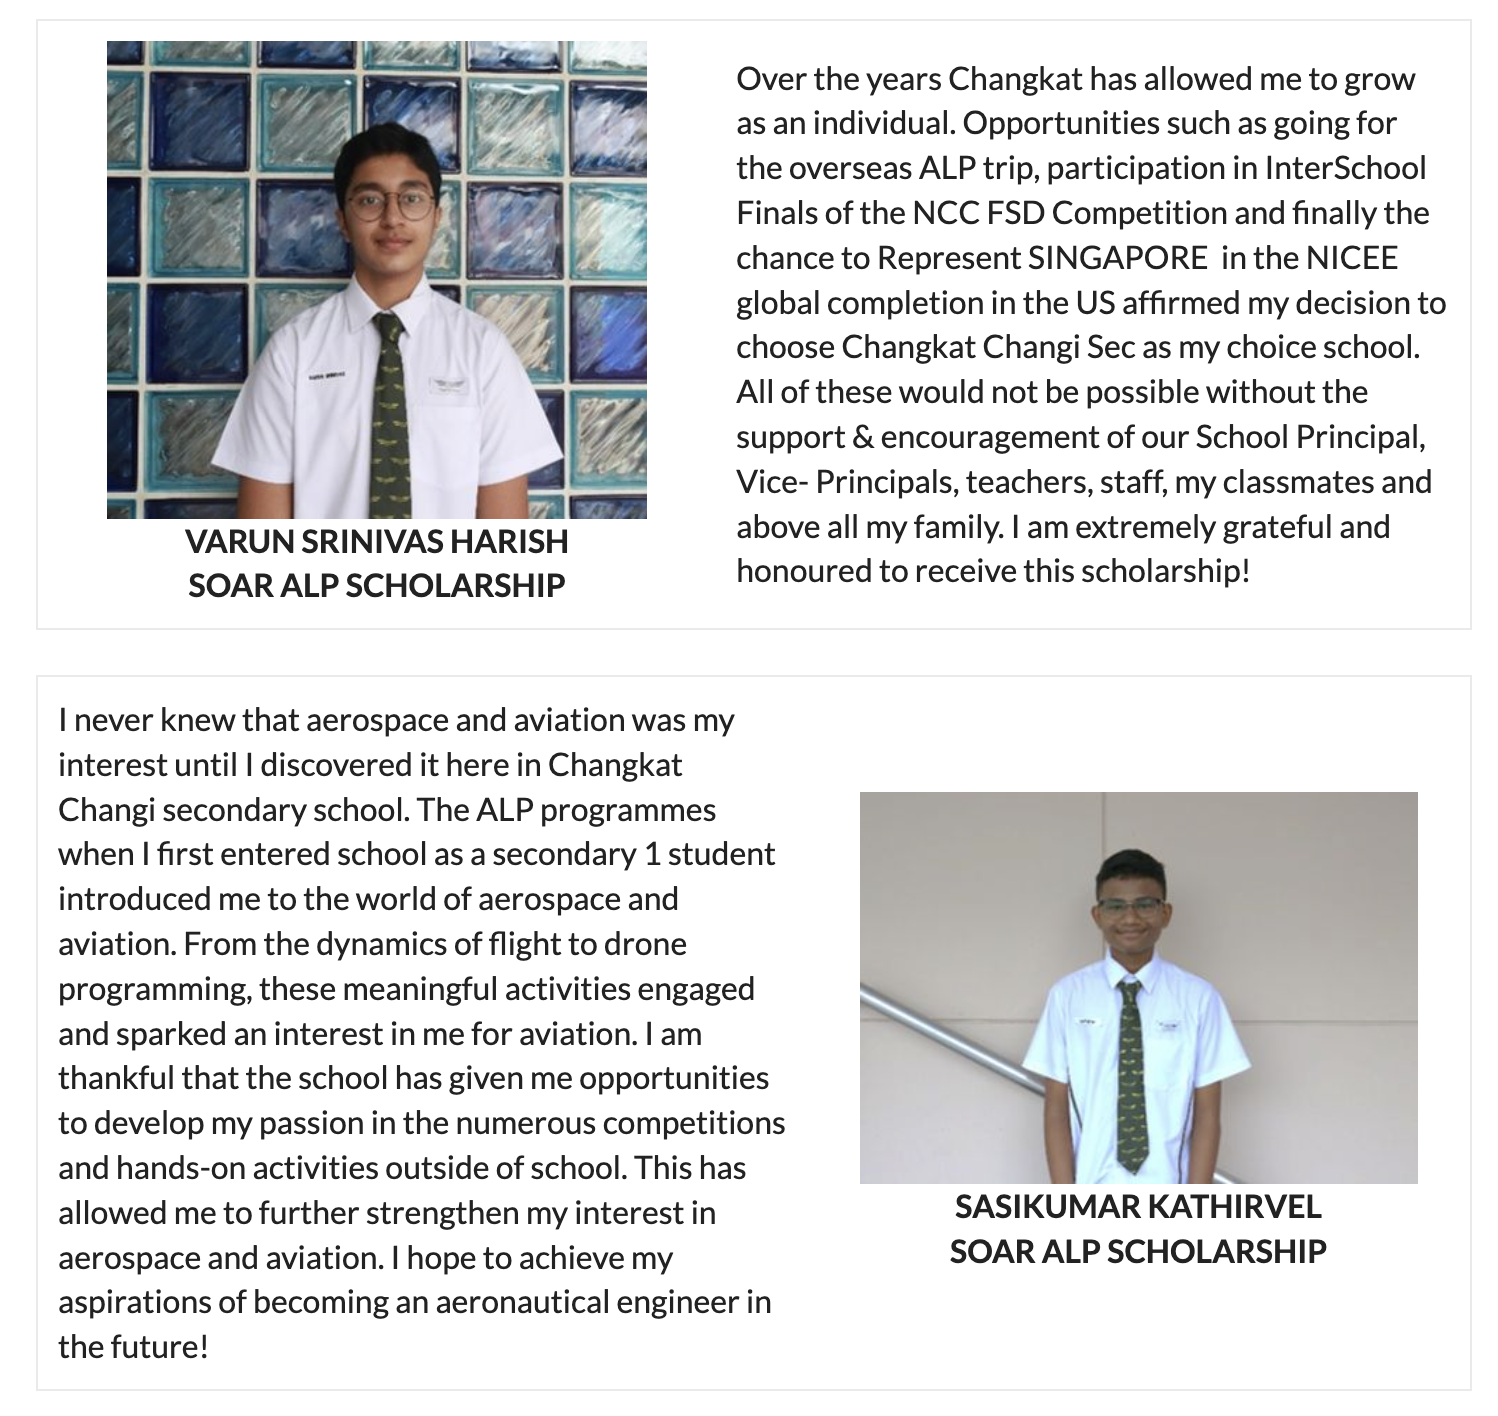 Over the years Changkat has allowed me to grow
as an individual. Opportunities such as going for
the overseas ALP trip, participation in InterSchool
Finals of the NCC FSD Competition and finally the
chance to Represent SINGAPORE  in the NICEE
global completion in the US affirmed my decision to
choose Changkat Changi Sec as my choice school.
All of these would not be possible without the
support & encouragement of our School Principal,
Vice- Principals, teachers, staff, my classmates and
above all my family. I am extremely grateful and
honoured to receive this scholarship!
VARUN SRINIVAS HARISH
SOAR ALP SCHOLARSHIP
I never knew that aerospace and aviation was my
interest until I discovered it here in Changkat
Changi secondary school. The ALP programmes
when I first entered school as a secondary 1 student
introduced me to the world of aerospace and
aviation. From the dynamics of flight to drone
programming, these meaningful activities engaged
and sparked an interest in me for aviation. I am
thankful that the school has given me opportunities
to develop my passion in the numerous competitions
and hands-on activities outside of school. This has
allowed me to further strengthen my interest in
aerospace and aviation. I hope to achieve my
aspirations of becoming an aeronautical engineer in
the future!
SASIKUMAR KATHIRVEL
SOAR ALP SCHOLARSHIP